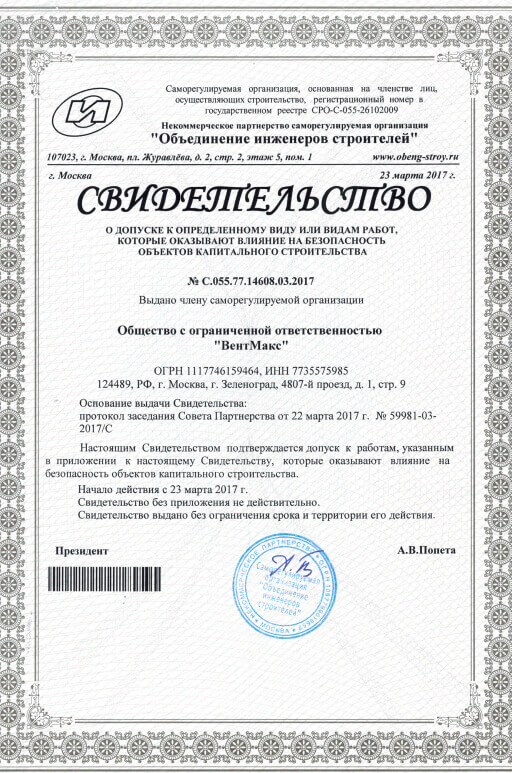 Саморегулируемая организация, основанная на членстве лиц,
осуществляющих строительство, регистрационный номер в
государственном реестре СРО-С-055-26102009
Некоммерческое партнерство саморегулируемая организация
"Объединение инженеров строителей"
107023, г. Москва, пл. Журавлёва, д. 2, стр. 2, этаж 5, пом. 1 www.obeng-stroy.ru
г. Москва 23 марта 2017 г.
СВИДЕТЕЛЬСТВО
О ДОПУСКЕ К ОПРЕДЕЛЕННОМУ ВИДУ ИЛИ ВИДАМ РАБОТ,
КОТОРЫЕ ОКАЗЫВАЮТ ВЛИЯНИЕ НА БЕЗОПАСНОСТЬ
ОБЪЕКТОВ КАПИТАЛЬНОГО СТРОИТЕЛЬСТВА
№ С.055.77.14608.03.2017
Выдано члену саморегулируемой организации
Общество с ограниченной ответственностью
"ВентМакс"
ОГРН 1117746159464, ИНН 7735575985
124489, РФ, г. Москва, г. Зеленоград, 4807-й проезд, д. 1, стр. 9
Основание выдачи Свидетельства:
протокол заседания Совета Партнерства от 22 марта 2017 г. № 59981-03-
2017/С
Настоящим Свидетельством подтверждается допуск к работам, указанным
в приложении к настоящему Свидетельству, которые оказывают влияние на
безопасность объектов капитального строительства.
Начало действия с 23 марта 2017 г.
Свидетельство без приложения не действительно.
Свидетельство выдано без ограничения срока и территории его действия.
Президент А.В.Попета
Саморегулируемая
организация
"Объединение
инженеров
строителей"
НЕКОММЕРЧЕСКОЕ ПАРТНЕРСТВО
МОСКВА